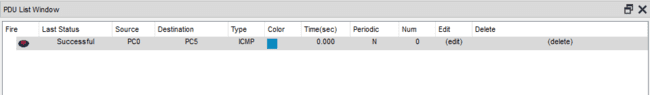 PDU List Window
Fire Last Status Source Destination Type Color Time(sec) Periodic Num Edit Delete
Successful PC0 PC5 ICMP 0.000 N 0 (edit) (delete)